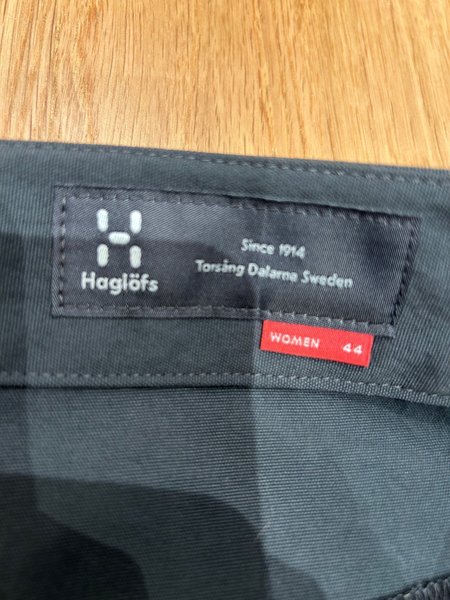 Haglöfs
Since 1914
Torsång Dalarna Sweden
WOMEN 44